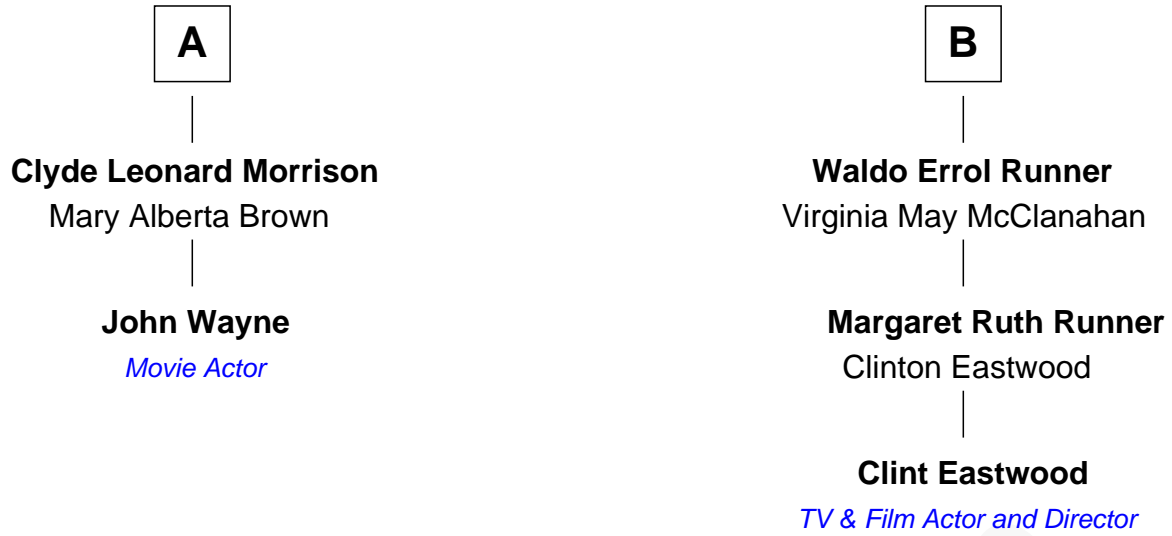 A
B
Clyde Leonard Morrison
Waldo Errol Runner
Mary Alberta Brown
Virginia May McClanahan
John Wayne
Margaret Ruth Runner
Movie Actor
Clinton Eastwood
Clint Eastwood
TV & Film Actor and Director